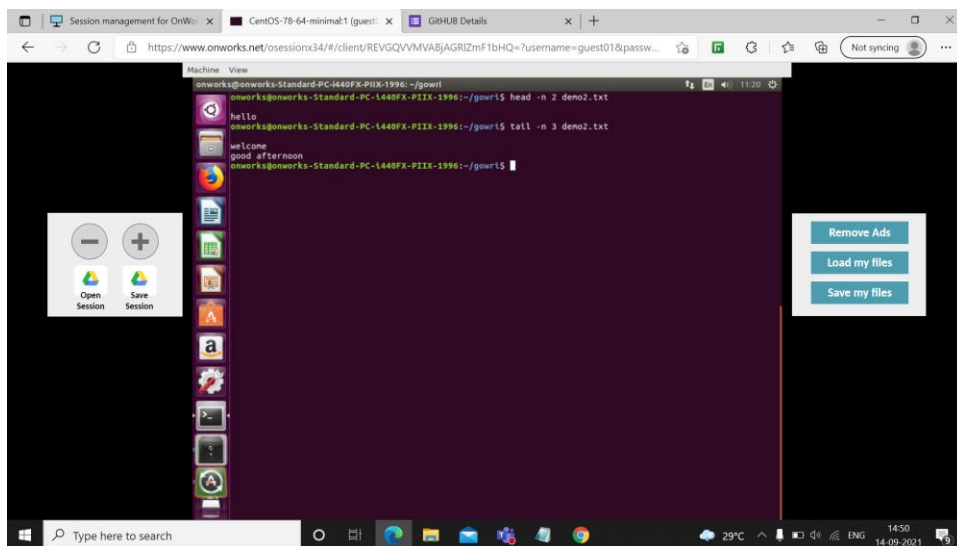 Session management for OnWo
CentOS-78-64-minimal:1 (guest
GitHUB Details
https://www.onworks.net/osessionx34/#/client/REVGQVVMVABjAGRlZmF1bHQ=?username=guest01&passw...
Not syncing
Machine View
onworks@onworks-Standard-PC-i440FX-PIIX-1996: ~/gowri
En
11:20
onworks@onworks-Standard-PC-i440FX-PIIX-1996:~/gowri$ head -n 2 demo2.txt
hello
onworks@onworks-Standard-PC-i440FX-PIIX-1996:~/gowri$ tail -n 3 demo2.txt
welcome
good afternoon
onworks@onworks-Standard-PC-i440FX-PIIX-1996:~/gowri$
Open Session
Save Session
Remove Ads
Load my files
Save my files
Type here to search
29°C
ENG
14:50
14-09-2021